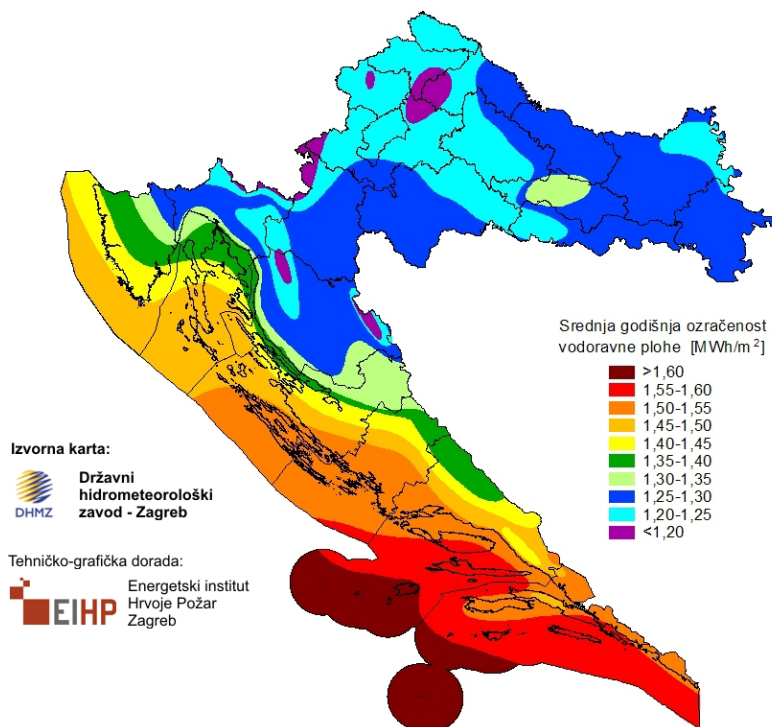 Srednja godišnja ozračenost
vodoravne plohe [MWh/m²]
>1,60
1,55-1,60
1,50-1,55
1,45-1,50
1,40-1,45
1,35-1,40
1,30-1,35
1,25-1,30
1,20-1,25
<1,20
Izvorna karta:
DHMZ
Državni
hidrometeorološki
zavod - Zagreb
Tehničko-grafička dorada:
EIHP
Energetski institut
Hrvoje Požar
Zagreb